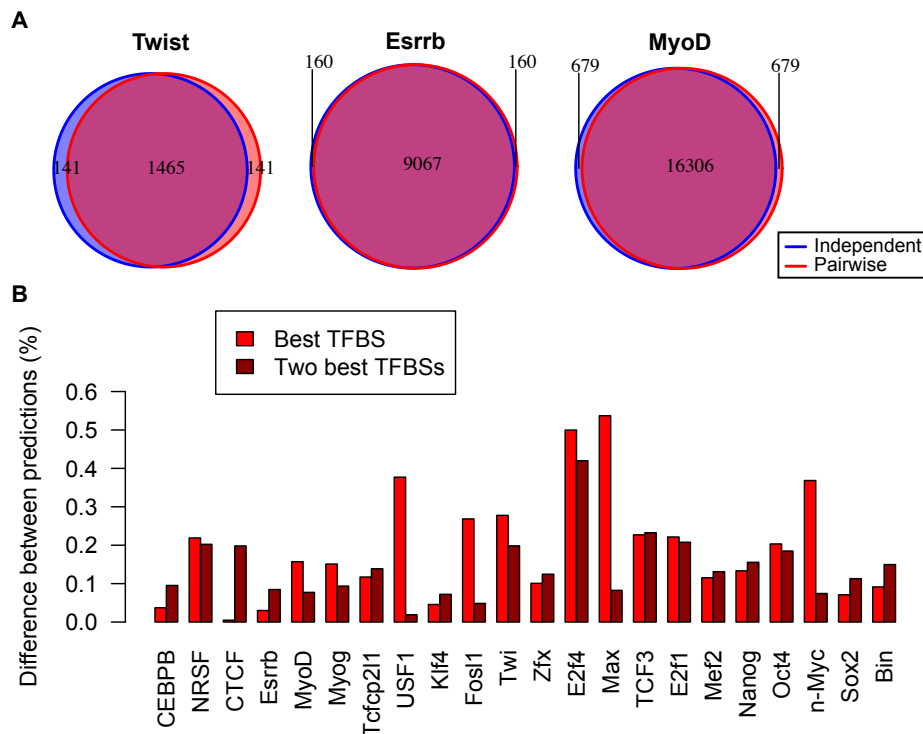 A
Twist
Esrrb
MyoD
160
160
679
679
141
1465
141
9067
16306
Independent
Pairwise
B
Best TFBS
Two best TFBSs
Difference between predictions (%)
0.6
0.5
0.4
0.3
0.2
0.1
0.0
CEBPB
NRSF
CTCF
Esrrb
MyoD
Myog
Tcfcp2l1
USF1
Klf4
Fosl1
Twi
Zfx
E2f4
Max
TCF3
E2f1
Mef2
Nanog
Oct4
n-Myc
Sox2
Bin